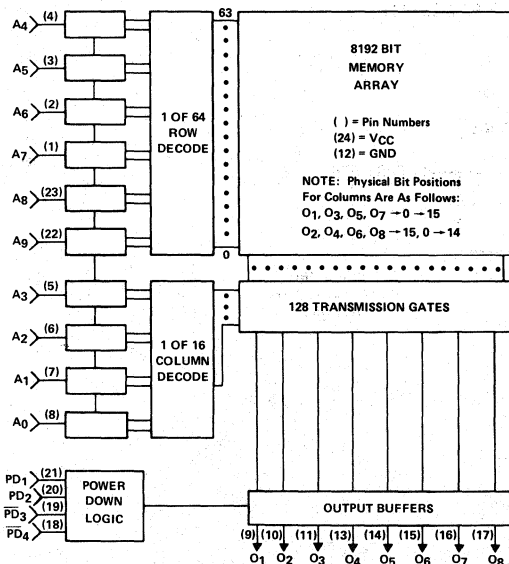 A4 (4)
A5 (3)
A6 (2)
A7 (1)
A8 (23)
A9 (22)
1 OF 64
ROW
DECODE
63
0
8192 BIT
MEMORY
ARRAY
( ) = Pin Numbers
(24) = VCC
(12) = GND
NOTE: Physical Bit Positions
For Columns Are As Follows:
O1, O3, O5, O7 → 0 → 15
O2, O4, O6, O8 → 15, 0 → 14
A3 (5)
A2 (6)
A1 (7)
A0 (8)
1 OF 16
COLUMN
DECODE
128 TRANSMISSION GATES
PD1 (21)
PD2 (20)
P̅D̅3 (19)
P̅D̅4 (18)
POWER
DOWN
LOGIC
OUTPUT BUFFERS
(9) (10) (11) (13) (14) (15) (16) (17)
O1 O2 O3 O4 O5 O6 O7 O8